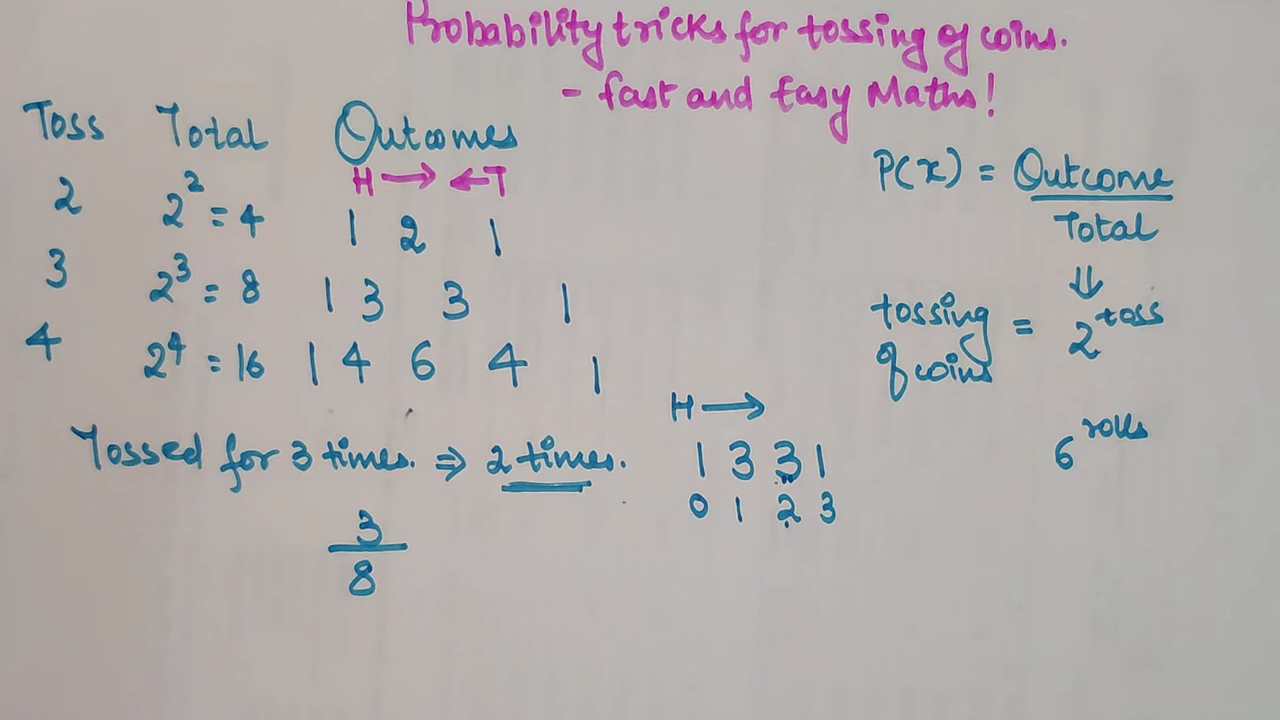 Probability tricks for tossing of coins.
- fast and Easy Maths!
Toss Total Outcomes
H → ← T
2 2² = 4 1 2 1
3 2³ = 8 1 3 3 1
4 2⁴ = 16 1 4 6 4 1
Tossed for 3 times. ⇒ 2 times.
3
8
H →
1 3 3 1
0 1 2 3
P(x) = Outcome
Total
⇓
tossing of coins = 2^toss
6^rolls